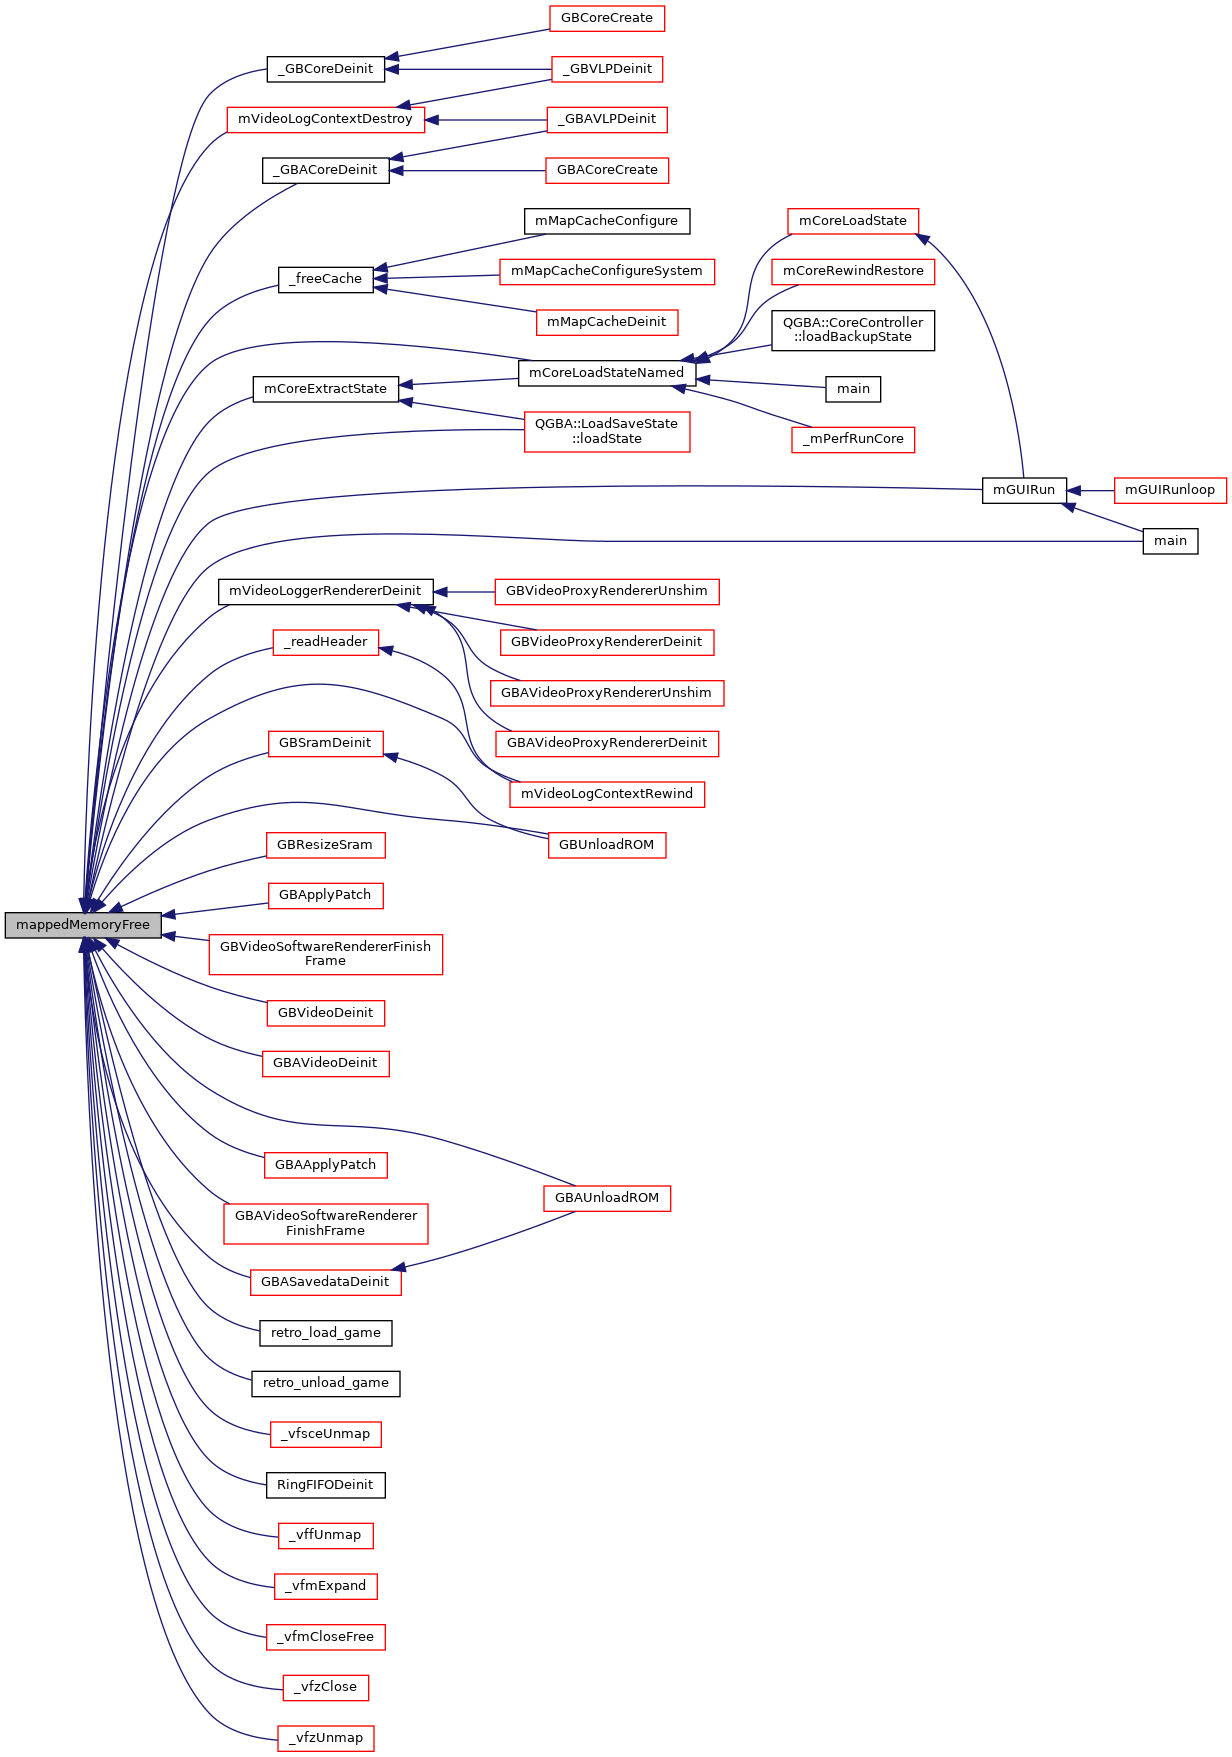 GBCoreCreate
_GBCoreDeinit
_GBVLPDeinit
mVideoLogContextDestroy
_GBAVLPDeinit
_GBACoreDeinit
GBACoreCreate
mMapCacheConfigure
mCoreLoadState
mMapCacheConfigureSystem
mCoreRewindRestore
_freeCache
mMapCacheDeinit
QGBA::CoreController
::loadBackupState
mCoreLoadStateNamed
mCoreExtractState
main
QGBA::LoadSaveState
::loadState
_mPerfRunCore
mGUIRun
mGUIRunloop
main
mVideoLoggerRendererDeinit
GBVideoProxyRendererUnshim
_readHeader
GBVideoProxyRendererDeinit
GBAVideoProxyRendererUnshim
GBSramDeinit
GBAVideoProxyRendererDeinit
mVideoLogContextRewind
GBResizeSram
GBUnloadROM
GBApplyPatch
mappedMemoryFree
GBVideoSoftwareRendererFinish
Frame
GBVideoDeinit
GBAVideoDeinit
GBAApplyPatch
GBAUnloadROM
GBAVideoSoftwareRenderer
FinishFrame
GBASavedataDeinit
retro_load_game
retro_unload_game
_vfsceUnmap
RingFIFODeinit
_vffUnmap
_vfmExpand
_vfmCloseFree
_vfzClose
_vfzUnmap